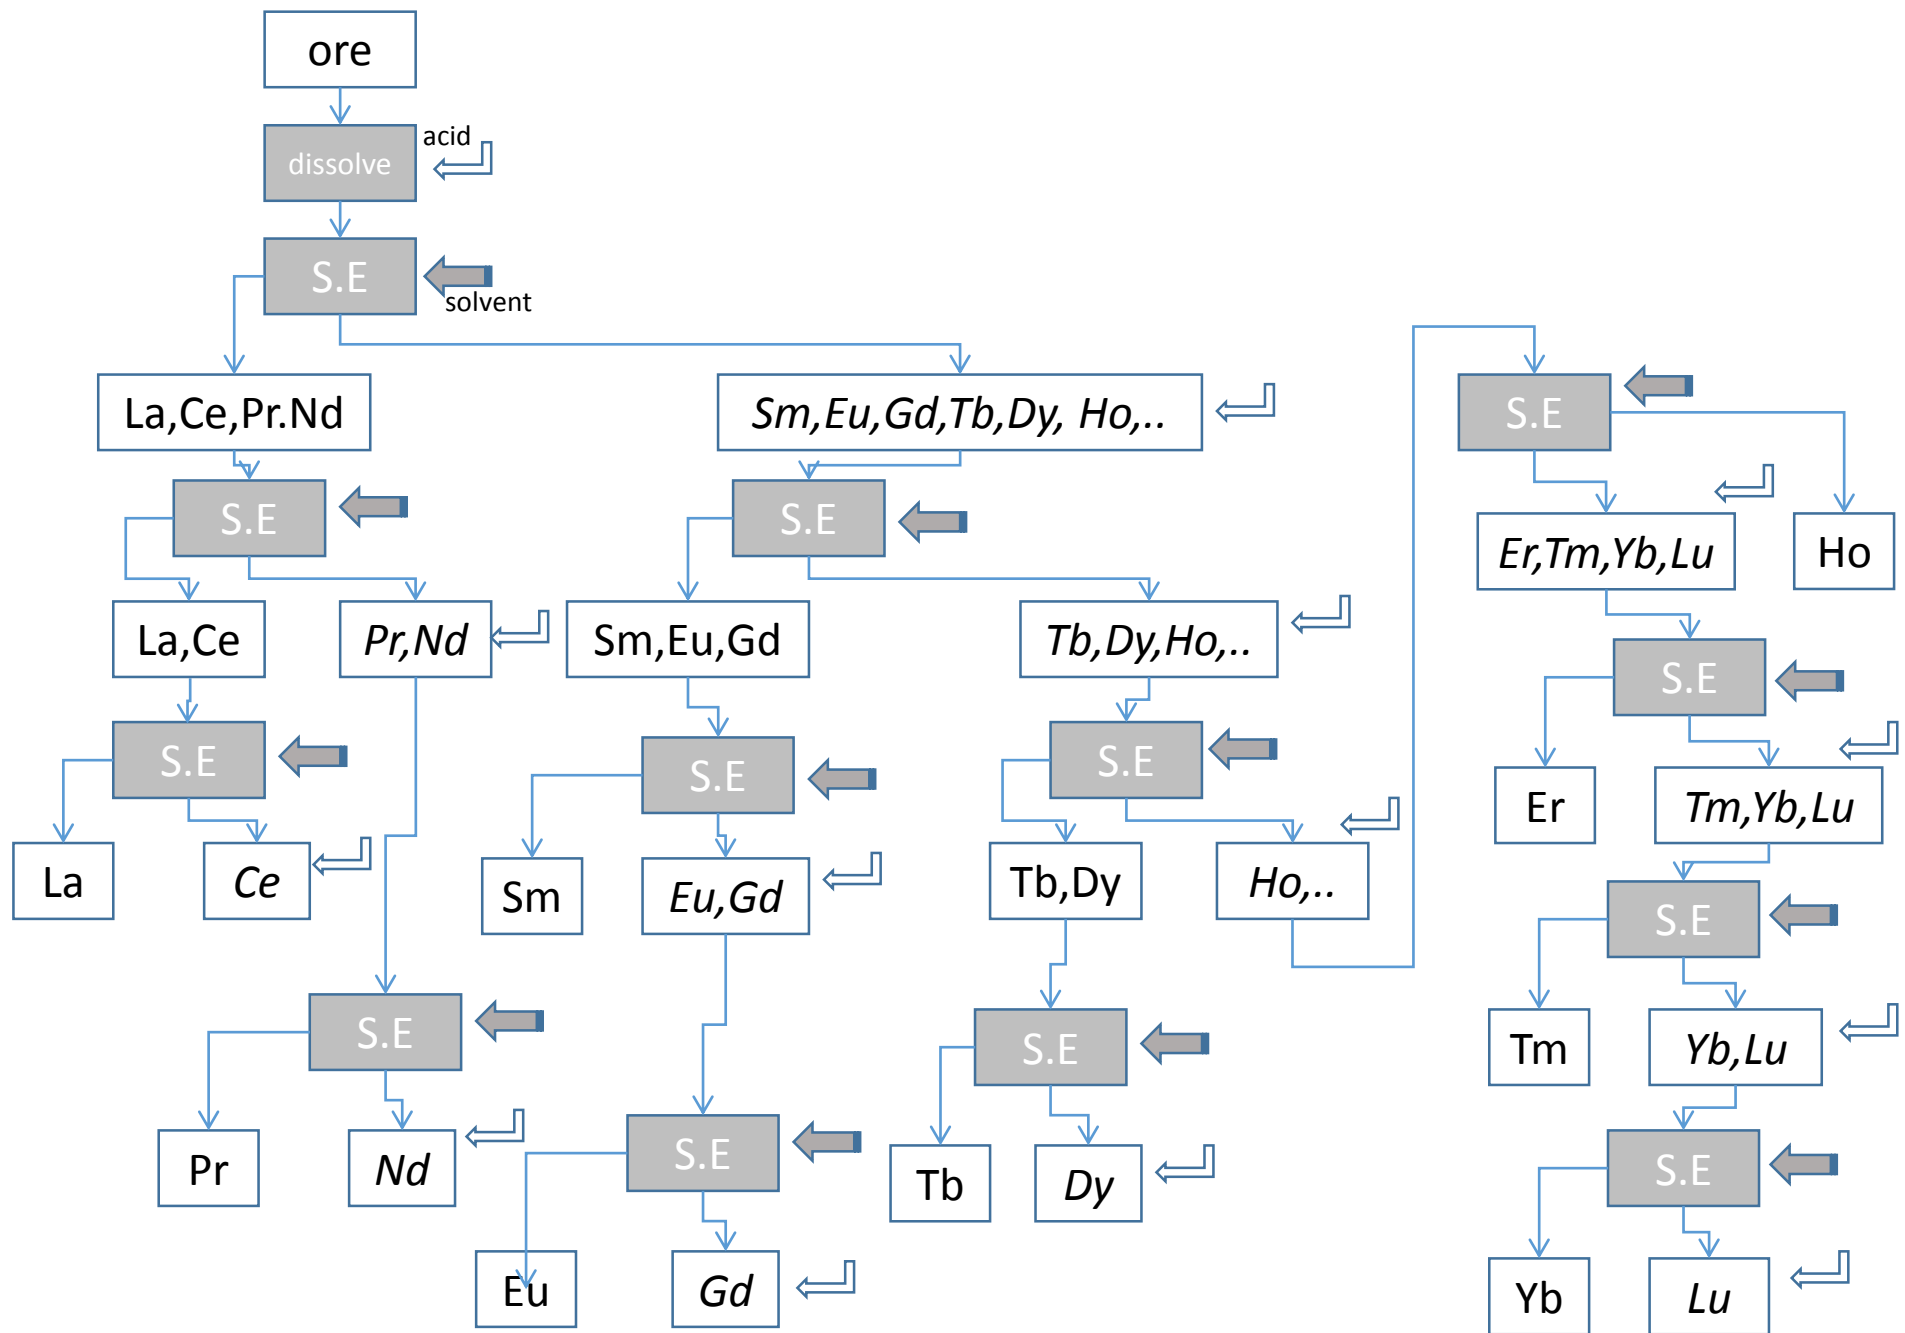 ore
acid
dissolve
S.E
solvent
La,Ce,Pr.Nd
Sm,Eu,Gd,Tb,Dy, Ho,..
S.E
S.E
S.E
Er,Tm,Yb,Lu
Ho
La,Ce
Pr,Nd
Sm,Eu,Gd
Tb,Dy,Ho,..
S.E
S.E
S.E
S.E
Er
Tm,Yb,Lu
La
Ce
Sm
Eu,Gd
Tb,Dy
Ho,..
S.E
S.E
S.E
Tm
Yb,Lu
Pr
Nd
S.E
Tb
Dy
S.E
Eu
Gd
Yb
Lu